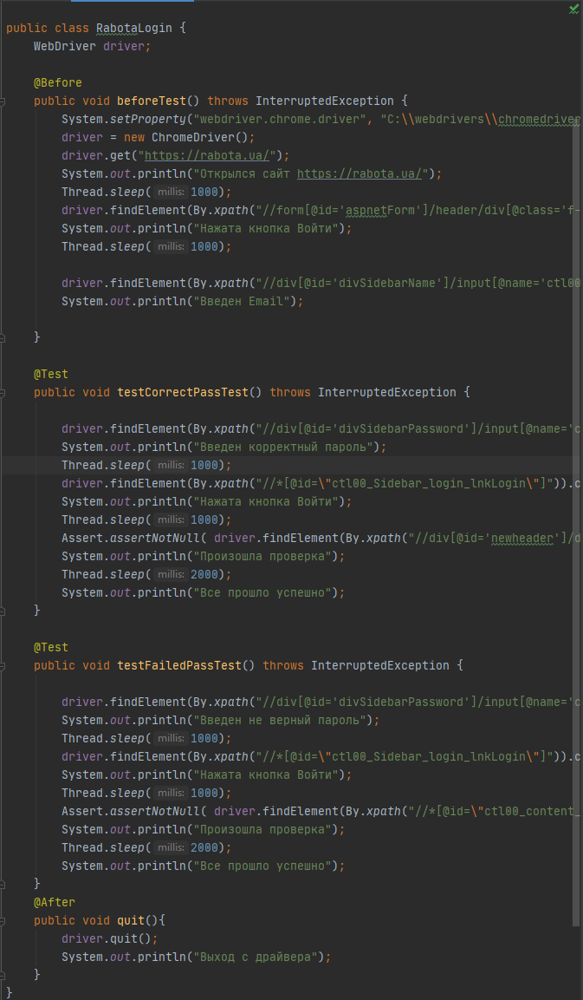 public class RabotaLogin {
WebDriver driver;
@Before
public void beforeTest() throws InterruptedException {
System.setProperty("webdriver.chrome.driver", "C:\\webdrivers\\chromedriver
driver = new ChromeDriver();
driver.get("https://rabota.ua/");
System.out.println("Открылся сайт https://rabota.ua/");
Thread.sleep( millis: 1000);
driver.findElement(By.xpath("//form[@id='aspnetForm']/header/div[@class='f-
System.out.println("Нажата кнопка Войти");
Thread.sleep( millis: 1000);
driver.findElement(By.xpath("//div[@id='divSidebarName']/input[@name='ctl00
System.out.println("Введен Email");
}
@Test
public void testCorrectPassTest() throws InterruptedException {
driver.findElement(By.xpath("//div[@id='divSidebarPassword']/input[@name='c
System.out.println("Введен корректный пароль");
Thread.sleep( millis: 1000);
driver.findElement(By.xpath("//*[@id=\"ctl00_Sidebar_login_lnkLogin\"]")).c
System.out.println("Нажата кнопка Войти");
Thread.sleep( millis: 1000);
Assert.assertNotNull( driver.findElement(By.xpath("//div[@id='newheader']/d
System.out.println("Произошла проверка");
Thread.sleep( millis: 2000);
System.out.println("Все прошло успешно");
}
@Test
public void testFailedPassTest() throws InterruptedException {
driver.findElement(By.xpath("//div[@id='divSidebarPassword']/input[@name='c
System.out.println("Введен не верный пароль");
Thread.sleep( millis: 1000);
driver.findElement(By.xpath("//*[@id=\"ctl00_Sidebar_login_lnkLogin\"]")).c
System.out.println("Нажата кнопка Войти");
Thread.sleep( millis: 1000);
Assert.assertNotNull( driver.findElement(By.xpath("//*[@id=\"ctl00_content_
System.out.println("Произошла проверка");
Thread.sleep( millis: 2000);
System.out.println("Все прошло успешно");
}
@After
public void quit(){
driver.quit();
System.out.println("Выход с драйвера");
}
}